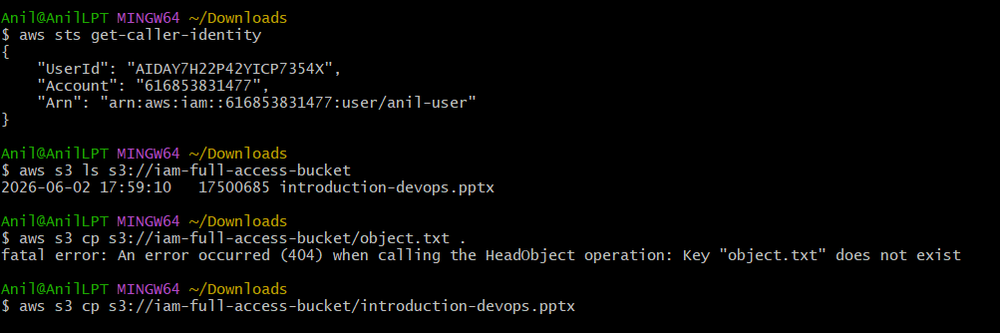 Anil@AnilLPT MINGW64 ~/Downloads
$ aws sts get-caller-identity
{
    "UserId": "AIDAY7H22P42YICP7354X",
    "Account": "616853831477",
    "Arn": "arn:aws:iam::616853831477:user/anil-user"
}
Anil@AnilLPT MINGW64 ~/Downloads
$ aws s3 ls s3://iam-full-access-bucket
2026-06-02 17:59:10   17500685 introduction-devops.pptx
Anil@AnilLPT MINGW64 ~/Downloads
$ aws s3 cp s3://iam-full-access-bucket/object.txt .
fatal error: An error occurred (404) when calling the HeadObject operation: Key "object.txt" does not exist
Anil@AnilLPT MINGW64 ~/Downloads
$ aws s3 cp s3://iam-full-access-bucket/introduction-devops.pptx